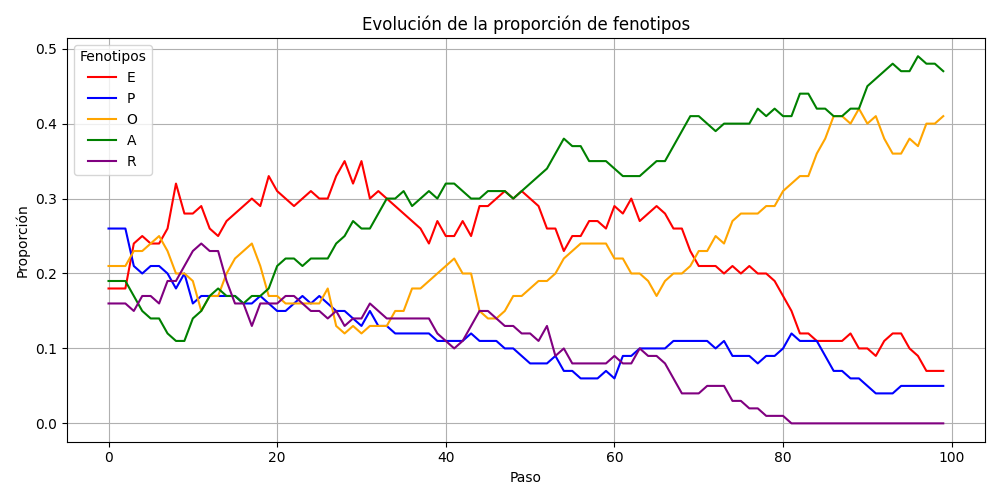 Evolución de la proporción de fenotipos
Fenotipos
E
P
O
A
R
Proporción
0.5
0.4
0.3
0.2
0.1
0.0
0 20 40 60 80 100
Paso